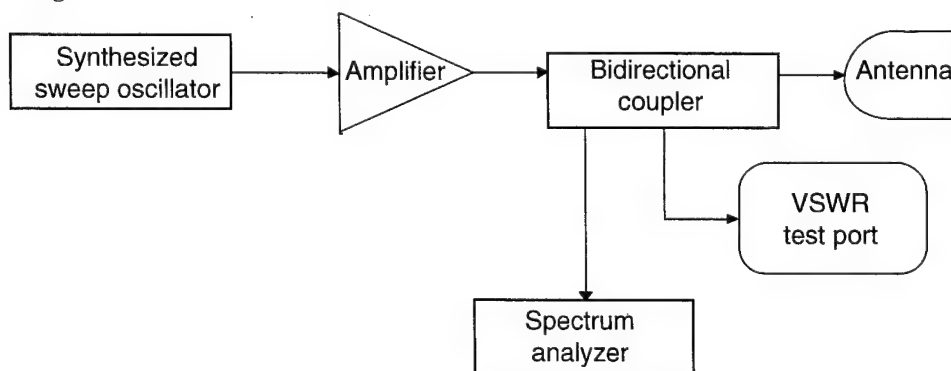 Synthesized
sweep oscillator
Amplifier
Bidirectional
coupler
Antenna
VSWR
test port
Spectrum
analyzer